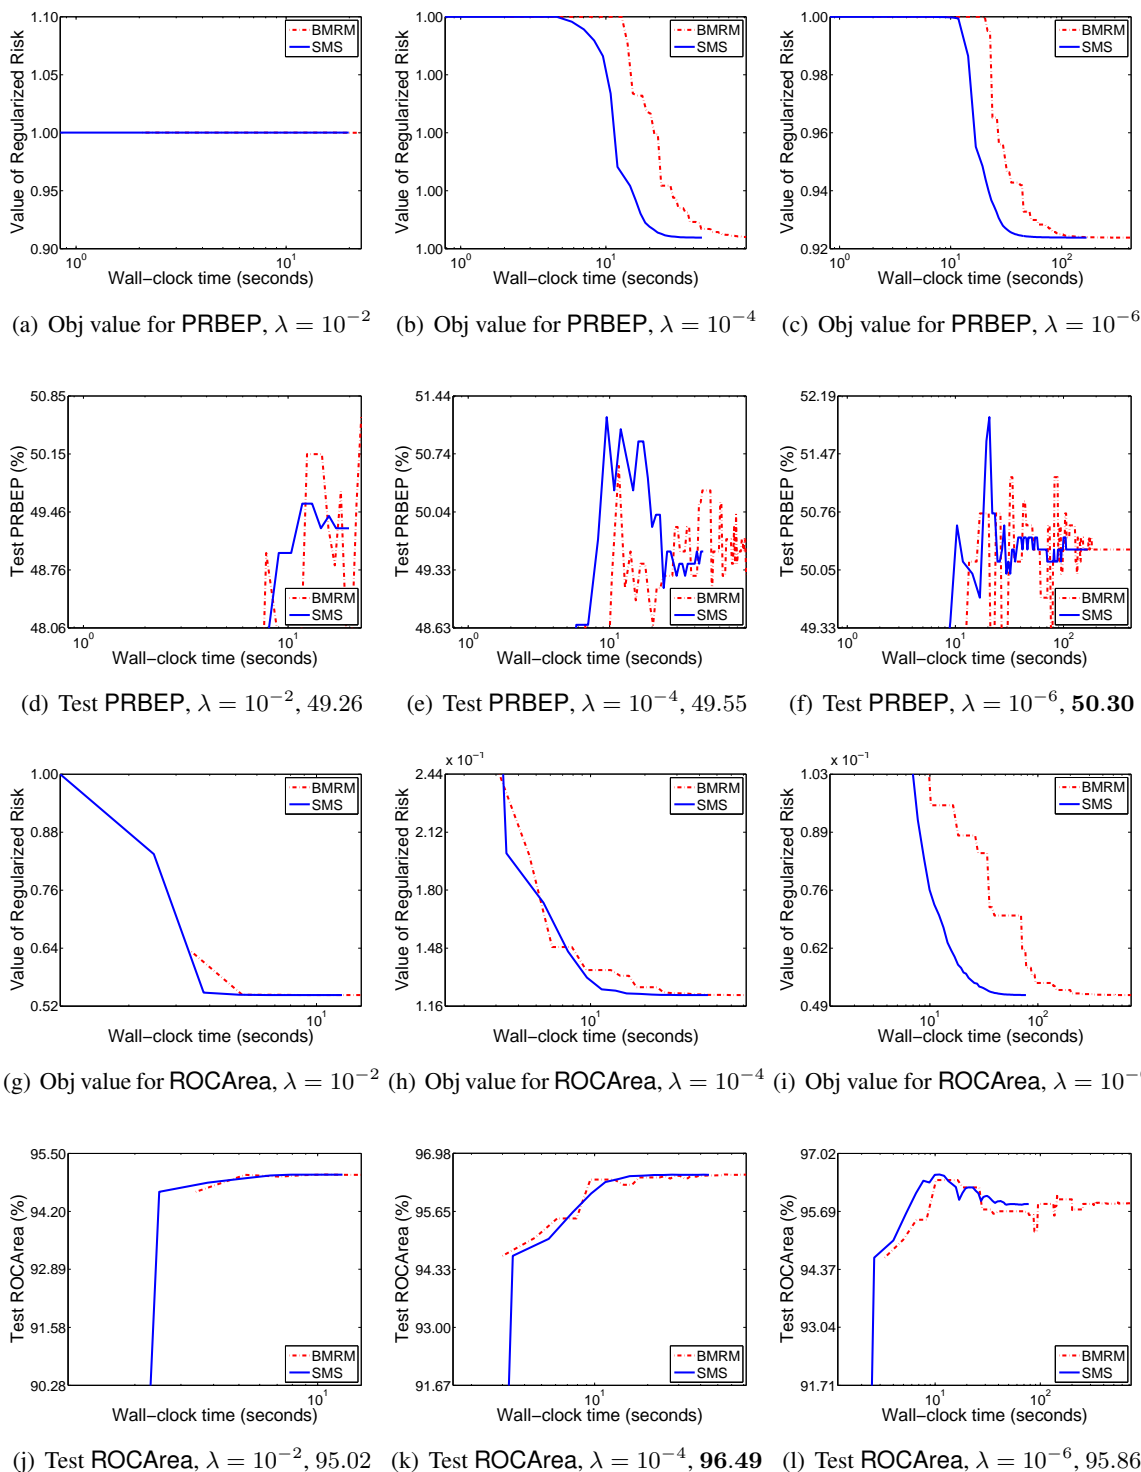 1.10
1.05
1.00
0.95
0.90
Value of Regularized Risk
BMRM
SMS
10^0
10^1
Wall−clock time (seconds)
1.00
1.00
1.00
1.00
1.00
Value of Regularized Risk
BMRM
SMS
10^0
10^1
Wall−clock time (seconds)
1.00
0.98
0.96
0.94
0.92
Value of Regularized Risk
BMRM
SMS
10^0
10^1
10^2
Wall−clock time (seconds)
(a) Obj value for PRBEP, λ = 10^−2
(b) Obj value for PRBEP, λ = 10^−4
(c) Obj value for PRBEP, λ = 10^−6
50.85
50.15
49.46
48.76
48.06
Test PRBEP (%)
BMRM
SMS
10^0
10^1
Wall−clock time (seconds)
51.44
50.74
50.04
49.33
48.63
Test PRBEP (%)
BMRM
SMS
10^0
10^1
Wall−clock time (seconds)
52.19
51.47
50.76
50.05
49.33
Test PRBEP (%)
BMRM
SMS
10^0
10^1
10^2
Wall−clock time (seconds)
(d) Test PRBEP, λ = 10^−2, 49.26
(e) Test PRBEP, λ = 10^−4, 49.55
(f) Test PRBEP, λ = 10^−6, 50.30
1.00
0.88
0.76
0.64
0.52
Value of Regularized Risk
BMRM
SMS
10^1
Wall−clock time (seconds)
x 10^−1
2.44
2.12
1.80
1.48
1.16
Value of Regularized Risk
BMRM
SMS
10^1
Wall−clock time (seconds)
x 10^−1
1.03
0.89
0.76
0.62
0.49
Value of Regularized Risk
BMRM
SMS
10^1
10^2
Wall−clock time (seconds)
(g) Obj value for ROCArea, λ = 10^−2
(h) Obj value for ROCArea, λ = 10^−4
(i) Obj value for ROCArea, λ = 10^−
95.50
94.20
92.89
91.58
90.28
Test ROCArea (%)
BMRM
SMS
10^1
Wall−clock time (seconds)
96.98
95.65
94.33
93.00
91.67
Test ROCArea (%)
BMRM
SMS
10^1
Wall−clock time (seconds)
97.02
95.69
94.37
93.04
91.71
Test ROCArea (%)
BMRM
SMS
10^1
10^2
Wall−clock time (seconds)
(j) Test ROCArea, λ = 10^−2, 95.02
(k) Test ROCArea, λ = 10^−4, 96.49
(l) Test ROCArea, λ = 10^−6, 95.86